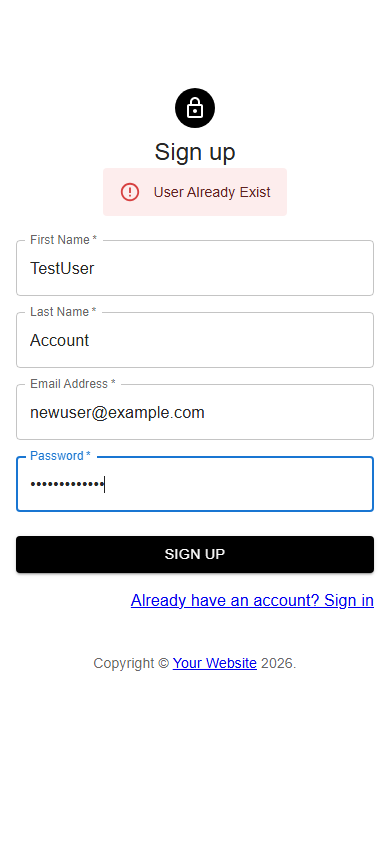 Sign up
User Already Exist
First Name *
TestUser
Last Name *
Account
Email Address *
newuser@example.com
Password *
•••••••••••••
SIGN UP
Already have an account? Sign in
Copyright © Your Website 2026.